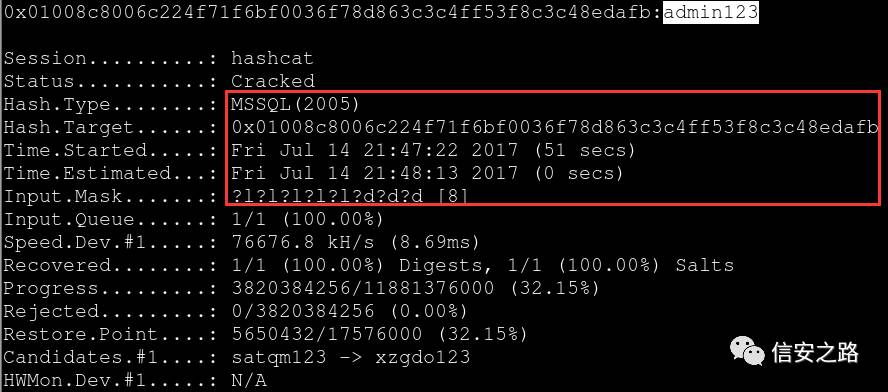 0x01008c8006c224f71f6bf0036f78d863c3c4ff53f8c3c48edafb:admin123
Session..........: hashcat
Status...........: Cracked
Hash.Type........: MSSQL(2005)
Hash.Target......: 0x01008c8006c224f71f6bf0036f78d863c3c4ff53f8c3c48edafb
Time.Started.....: Fri Jul 14 21:47:22 2017 (51 secs)
Time.Estimated...: Fri Jul 14 21:48:13 2017 (0 secs)
Input.Mask.......: ?l?l?l?l?l?d?d?d [8]
Input.Queue......: 1/1 (100.00%)
Speed.Dev.#1.....: 76676.8 kH/s (8.69ms)
Recovered........: 1/1 (100.00%) Digests, 1/1 (100.00%) Salts
Progress.........: 3820384256/11881376000 (32.15%)
Rejected.........: 0/3820384256 (0.00%)
Restore.Point....: 5650432/17576000 (32.15%)
Candidates.#1....: satqm123 -> xzgdo123
HWMon.Dev.#1.....: N/A
信安之路